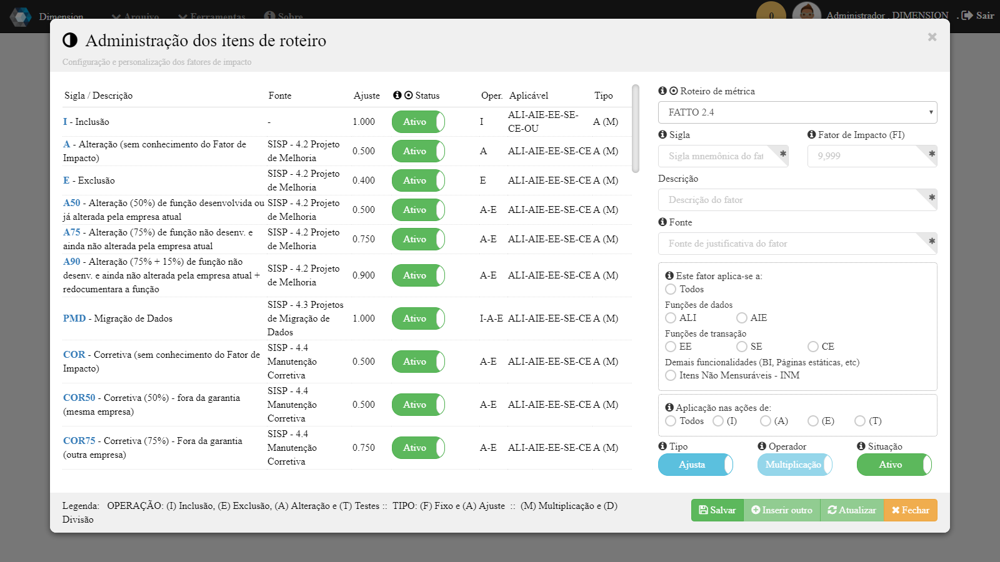 Dimension
Arquivo
Ferramentas
Sobre
0
Administrador . DIMENSION .
Sair
Administração dos itens de roteiro
Configuração e personalização dos fatores de impacto
Sigla / Descrição Fonte Ajuste Status Oper. Aplicável Tipo
I - Inclusão - 1.000 Ativo I ALI-AIE-EE-SE-
CE-OU A (M)
A - Alteração (sem conhecimento do Fator de
Impacto) SISP - 4.2 Projeto
de Melhoria 0.500 Ativo A ALI-AIE-EE-SE-CE A (M)
E - Exclusão SISP - 4.2 Projeto
de Melhoria 0.400 Ativo E ALI-AIE-EE-SE-CE A (M)
A50 - Alteração (50%) de função desenvolvida ou
já alterada pela empresa atual SISP - 4.2 Projeto
de Melhoria 0.500 Ativo A-E ALI-AIE-EE-SE-CE A (M)
A75 - Alteração (75%) de função não desenv. e
ainda não alterada pela empresa atual SISP - 4.2 Projeto
de Melhoria 0.750 Ativo A-E ALI-AIE-EE-SE-CE A (M)
A90 - Alteração (75% + 15%) de função não
desenv. e ainda não alterada pela empresa atual +
redocumentara a função SISP - 4.2 Projeto
de Melhoria 0.900 Ativo A-E ALI-AIE-EE-SE-CE A (M)
PMD - Migração de Dados SISP - 4.3 Projetos
de Migração de
Dados 1.000 Ativo I-A-E ALI-AIE-EE-SE-CE A (M)
COR - Corretiva (sem conhecimento do Fator de
Impacto) SISP - 4.4
Manutenção
Corretiva 0.500 Ativo A-E ALI-AIE-EE-SE-CE A (M)
COR50 - Corretiva (50%) - fora da garantia
(mesma empresa) SISP - 4.4
Manutenção
Corretiva 0.500 Ativo A-E ALI-AIE-EE-SE-CE A (M)
COR75 - Corretiva (75%) - Fora da garantia
(outra empresa) SISP - 4.4
Manutenção
Corretiva 0.750 Ativo A-E ALI-AIE-EE-SE-CE A (M)
Roteiro de métrica
FATTO 2.4
Sigla Fator de Impacto (FI)
Sigla mnemônica do fat 9,999
Descrição
Descrição do fator
Fonte
Fonte de justificativa do fator
Este fator aplica-se a:
Todos
Funções de dados
ALI AIE
Funções de transação
EE SE CE
Demais funcionalidades (BI, Páginas estáticas, etc)
Itens Não Mensuráveis - INM
Aplicação nas ações de:
Todos (I) (A) (E) (T)
Tipo Operador Situação
Ajusta Multiplicação Ativo
Legenda: OPERAÇÃO: (I) Inclusão, (E) Exclusão, (A) Alteração e (T) Testes :: TIPO: (F) Fixo e (A) Ajuste :: (M) Multiplicação e (D)
Divisão
Salvar Inserir outro Atualizar Fechar